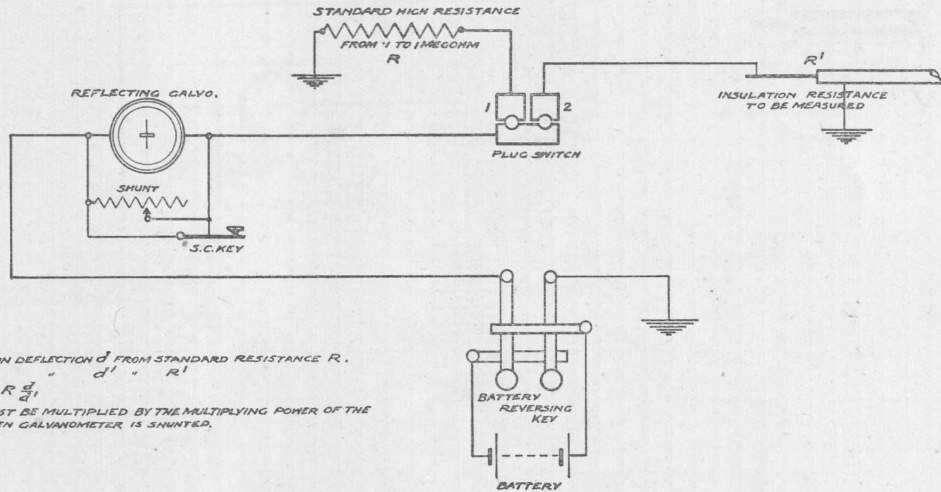 STANDARD HIGH RESISTANCE
FROM ·1 TO 1 MEGOHM
R
R'
REFLECTING GALVO.
1
2
INSULATION RESISTANCE
TO BE MEASURED
PLUG SWITCH
SHUNT
S.C. KEY
DEFLECTION d FROM STANDARD RESISTANCE R.
" d' " R'
R d/d'
BE MULTIPLIED BY THE MULTIPLYING POWER OF THE
GALVANOMETER IS SHUNTED.
BATTERY
REVERSING
KEY
BATTERY